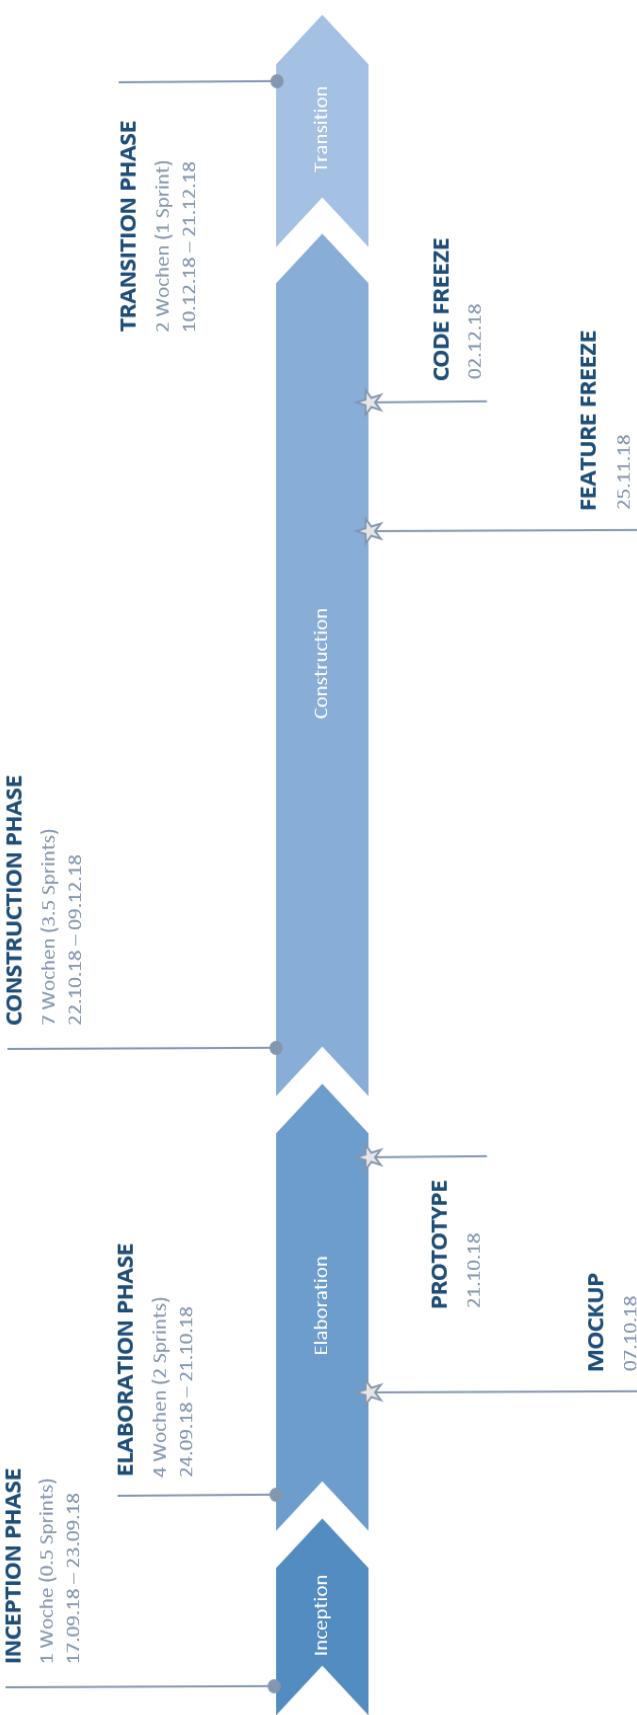 INCEPTION PHASE
1 Woche (0.5 Sprints)
17.09.18 – 23.09.18
ELABORATION PHASE
4 Wochen (2 Sprints)
24.09.18 – 21.10.18
CONSTRUCTION PHASE
7 Wochen (3.5 Sprints)
22.10.18 – 09.12.18
TRANSITION PHASE
2 Wochen (1 Sprint)
10.12.18 – 21.12.18
Inception
Elaboration
Construction
Transition
PROTOTYPE
21.10.18
CODE FREEZE
02.12.18
MOCKUP
07.10.18
FEATURE FREEZE
25.11.18